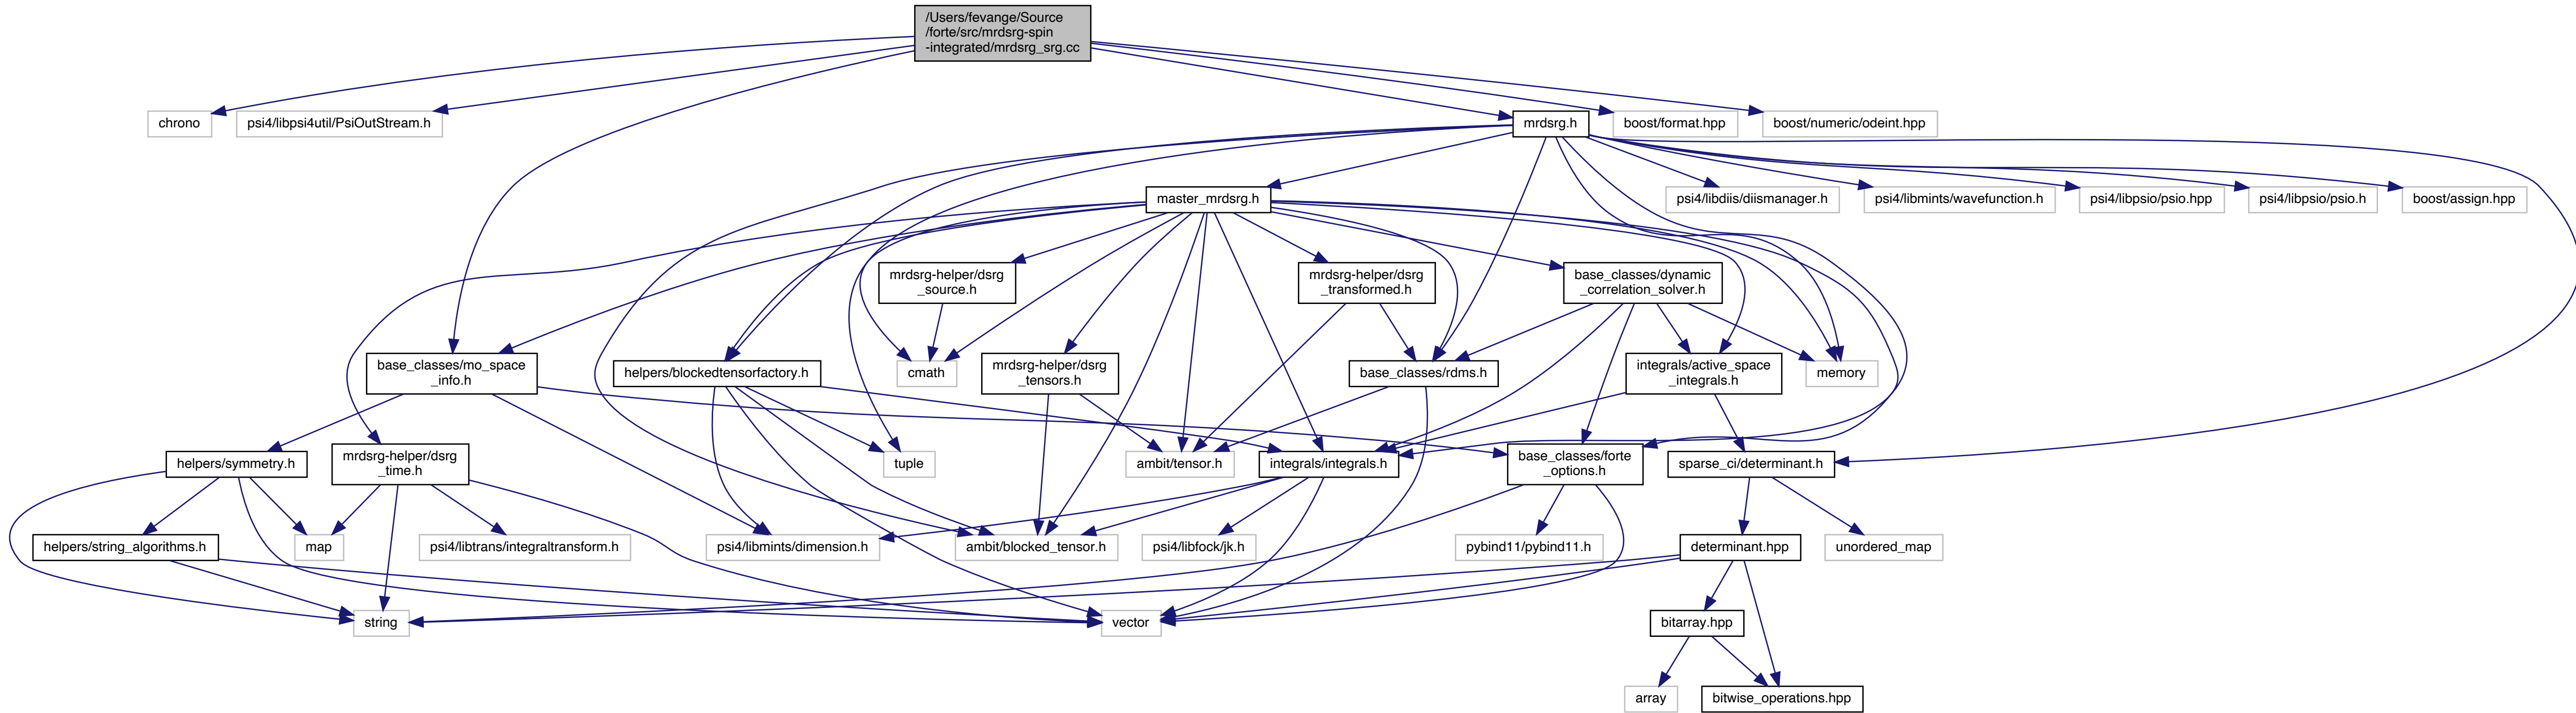 /Users/fevange/Source
/forte/src/mrdsrg-spin
-integrated/mrdsrg_srg.cc
chrono
psi4/libpsi4util/PsiOutStream.h
mrdsrg.h
boost/format.hpp
boost/numeric/odeint.hpp
master_mrdsrg.h
psi4/libdiis/diismanager.h
psi4/libmints/wavefunction.h
psi4/libpsio/psio.hpp
psi4/libpsio/psio.h
boost/assign.hpp
mrdsrg-helper/dsrg
_source.h
mrdsrg-helper/dsrg
_transformed.h
base_classes/dynamic
_correlation_solver.h
base_classes/mo_space
_info.h
helpers/blockedtensorfactory.h
cmath
mrdsrg-helper/dsrg
_tensors.h
base_classes/rdms.h
integrals/active_space
_integrals.h
memory
helpers/symmetry.h
mrdsrg-helper/dsrg
_time.h
tuple
ambit/tensor.h
integrals/integrals.h
base_classes/forte
_options.h
sparse_ci/determinant.h
helpers/string_algorithms.h
map
psi4/libtrans/integraltransform.h
psi4/libmints/dimension.h
ambit/blocked_tensor.h
psi4/libfock/jk.h
pybind11/pybind11.h
determinant.hpp
unordered_map
string
vector
bitarray.hpp
array
bitwise_operations.hpp